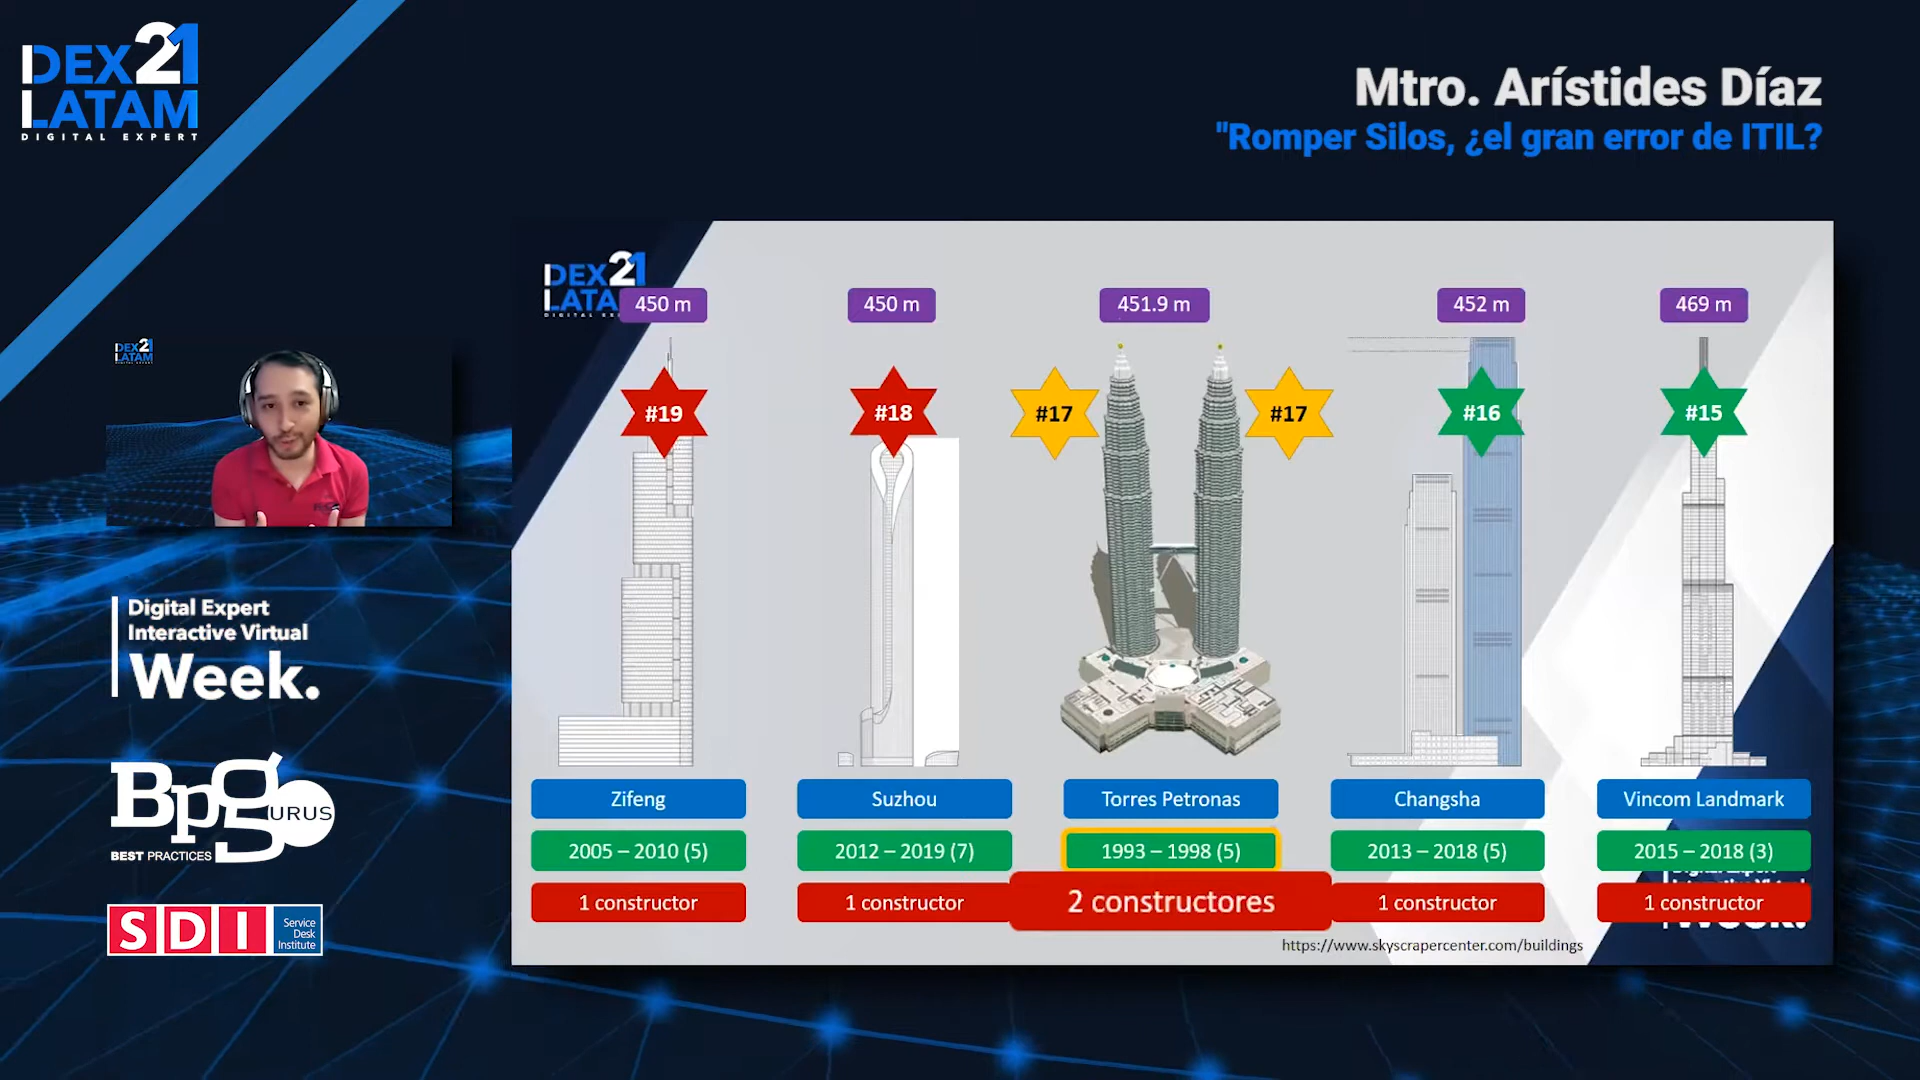 DEX21
LATAM
DIGITAL EXPERT
Mtro. Arístides Díaz
"Romper Silos, ¿el gran error de ITIL?
DEX21
LATAM
Digital Expert
Interactive Virtual
Week.
BpgURUS
BEST PRACTICES
SDI
Service
Desk
Institute
DEX21
LATA
450 m
450 m
451.9 m
452 m
469 m
#19
#18
#17
#17
#16
#15
Zifeng
Suzhou
Torres Petronas
Changsha
Vincom Landmark
2005 – 2010 (5)
2012 – 2019 (7)
1993 – 1998 (5)
2013 – 2018 (5)
2015 – 2018 (3)
1 constructor
1 constructor
2 constructores
1 constructor
1 constructor
https://www.skyscrapercenter.com/buildings